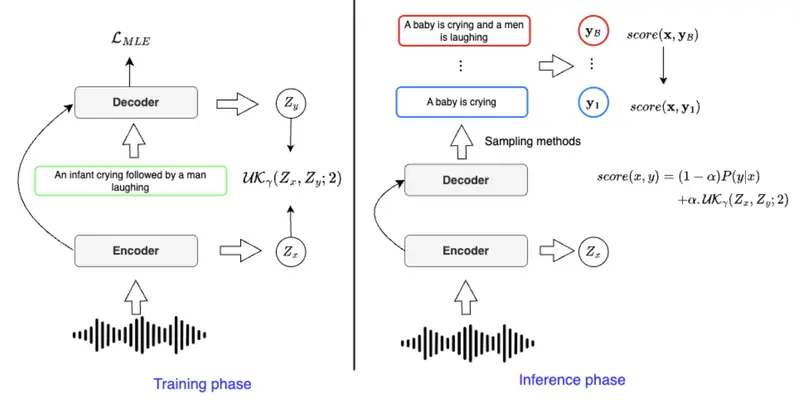 $\mathcal{L}_{MLE}$
Decoder
$Z_y$
An infant crying followed by a man
laughing
$\mathcal{UK}_\gamma(Z_x, Z_y; 2)$
Encoder
$Z_x$
Training phase
A baby is crying and a men
is laughing
$\mathbf{y}_\mathcal{B}$
$score(\mathbf{x}, \mathbf{y}_\mathcal{B})$
⋮
⋮
A baby is crying
$\mathbf{y}_1$
$score(\mathbf{x}, \mathbf{y}_1)$
Sampling methods
Decoder
$score(x, y) = (1 - \alpha)P(y|x)$
$+\alpha.\mathcal{UK}_\gamma(Z_x, Z_y; 2)$
Encoder
$Z_x$
Inference phase